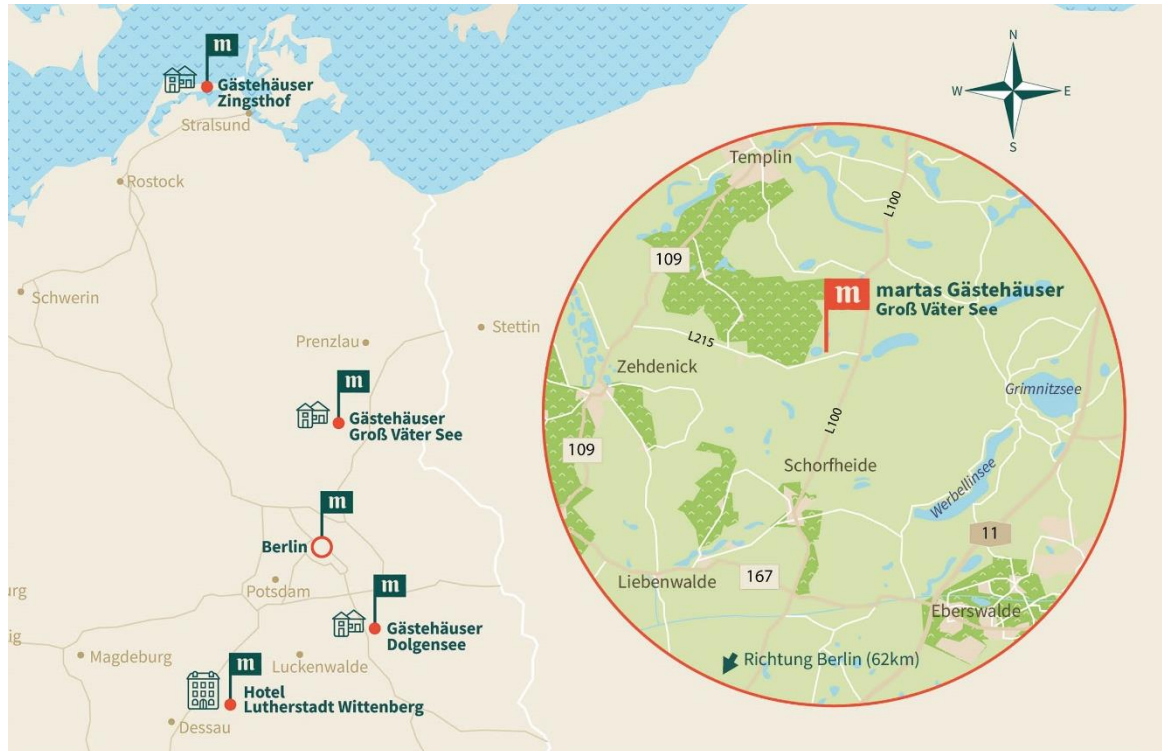 m
Gästehäuser
Zingsthof
Stralsund
Rostock
Schwerin
Stettin
Prenzlau
m
Gästehäuser
Groß Väter See
m
Berlin
Potsdam
m
Gästehäuser
Dolgensee
urg
ig
Magdeburg
Luckenwalde
m
Hotel
Lutherstadt Wittenberg
Dessau
N
W
E
S
Templin
L100
109
m
martas Gästehäuser
Groß Väter See
L215
Zehdenick
Grimnitzsee
L100
109
Schorfheide
Werbellinsee
11
Liebenwalde
167
Eberswalde
Richtung Berlin (62km)